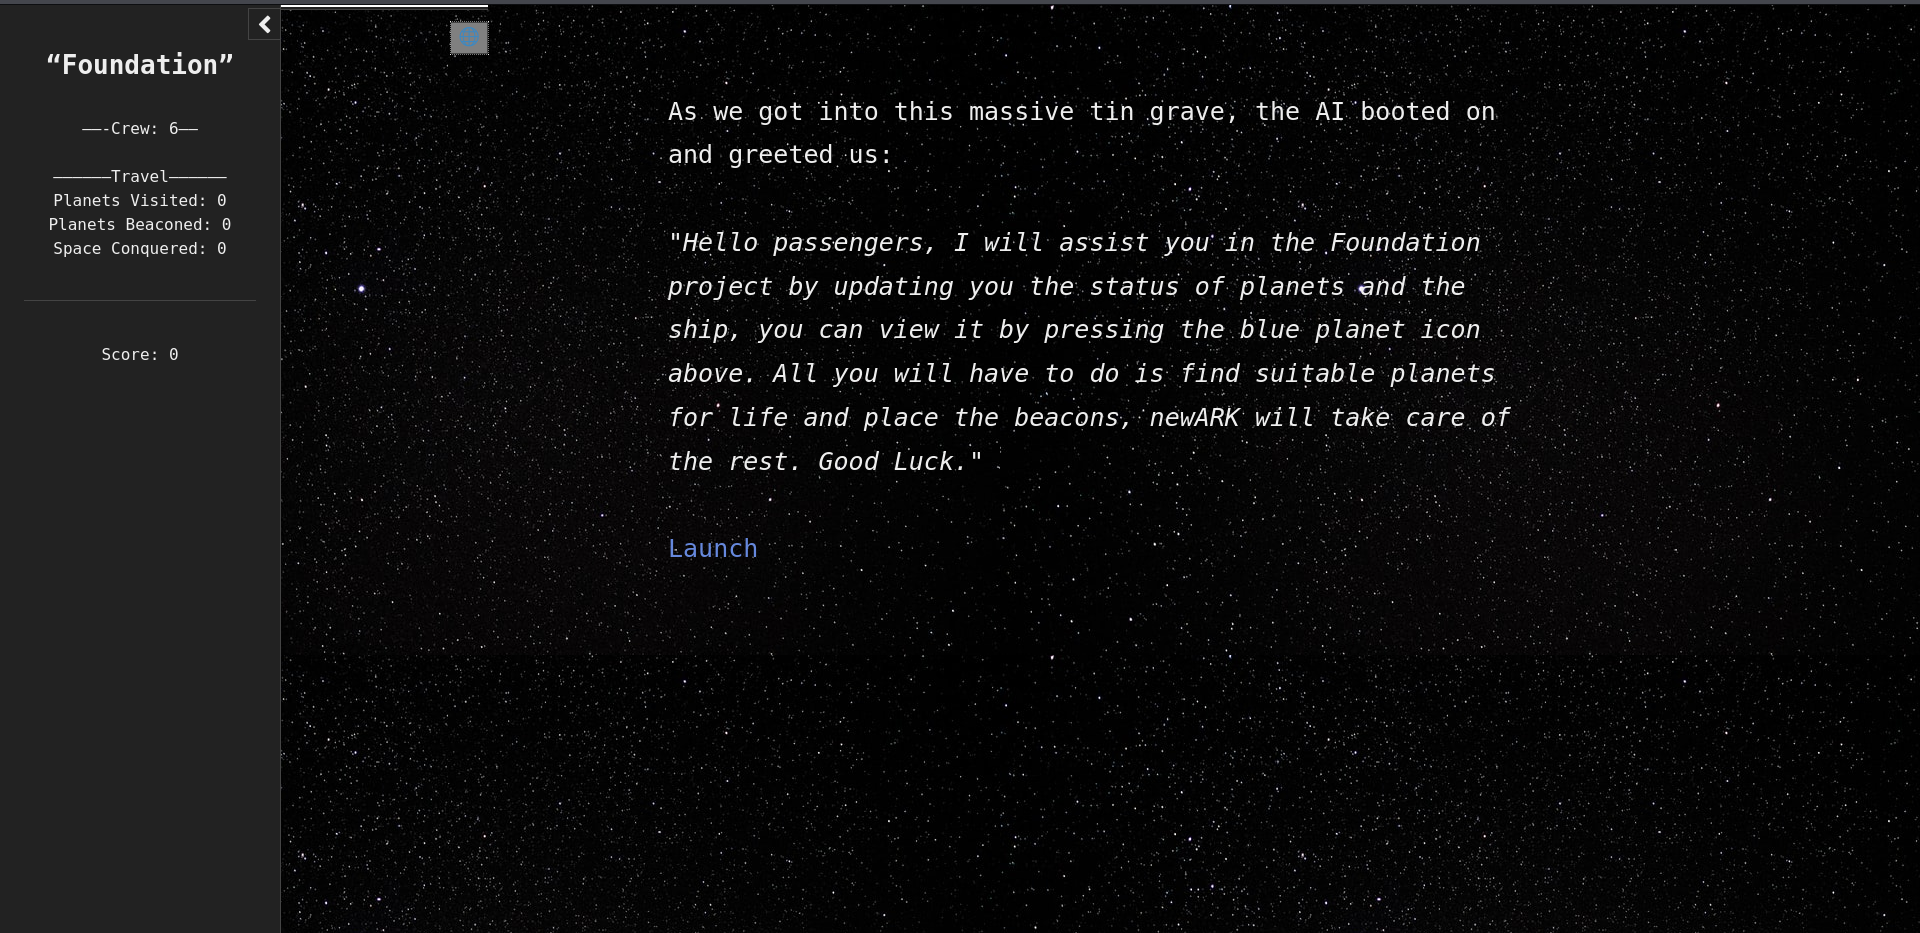 “Foundation”
——-Crew: 6——
——————Travel——————
Planets Visited: 0
Planets Beaconed: 0
Space Conquered: 0
Score: 0
As we got into this massive tin grave, the AI booted on
and greeted us:
"Hello passengers, I will assist you in the Foundation
project by updating you the status of planets and the
ship, you can view it by pressing the blue planet icon
above. All you will have to do is find suitable planets
for life and place the beacons, newARK will take care of
the rest. Good Luck."
Launch